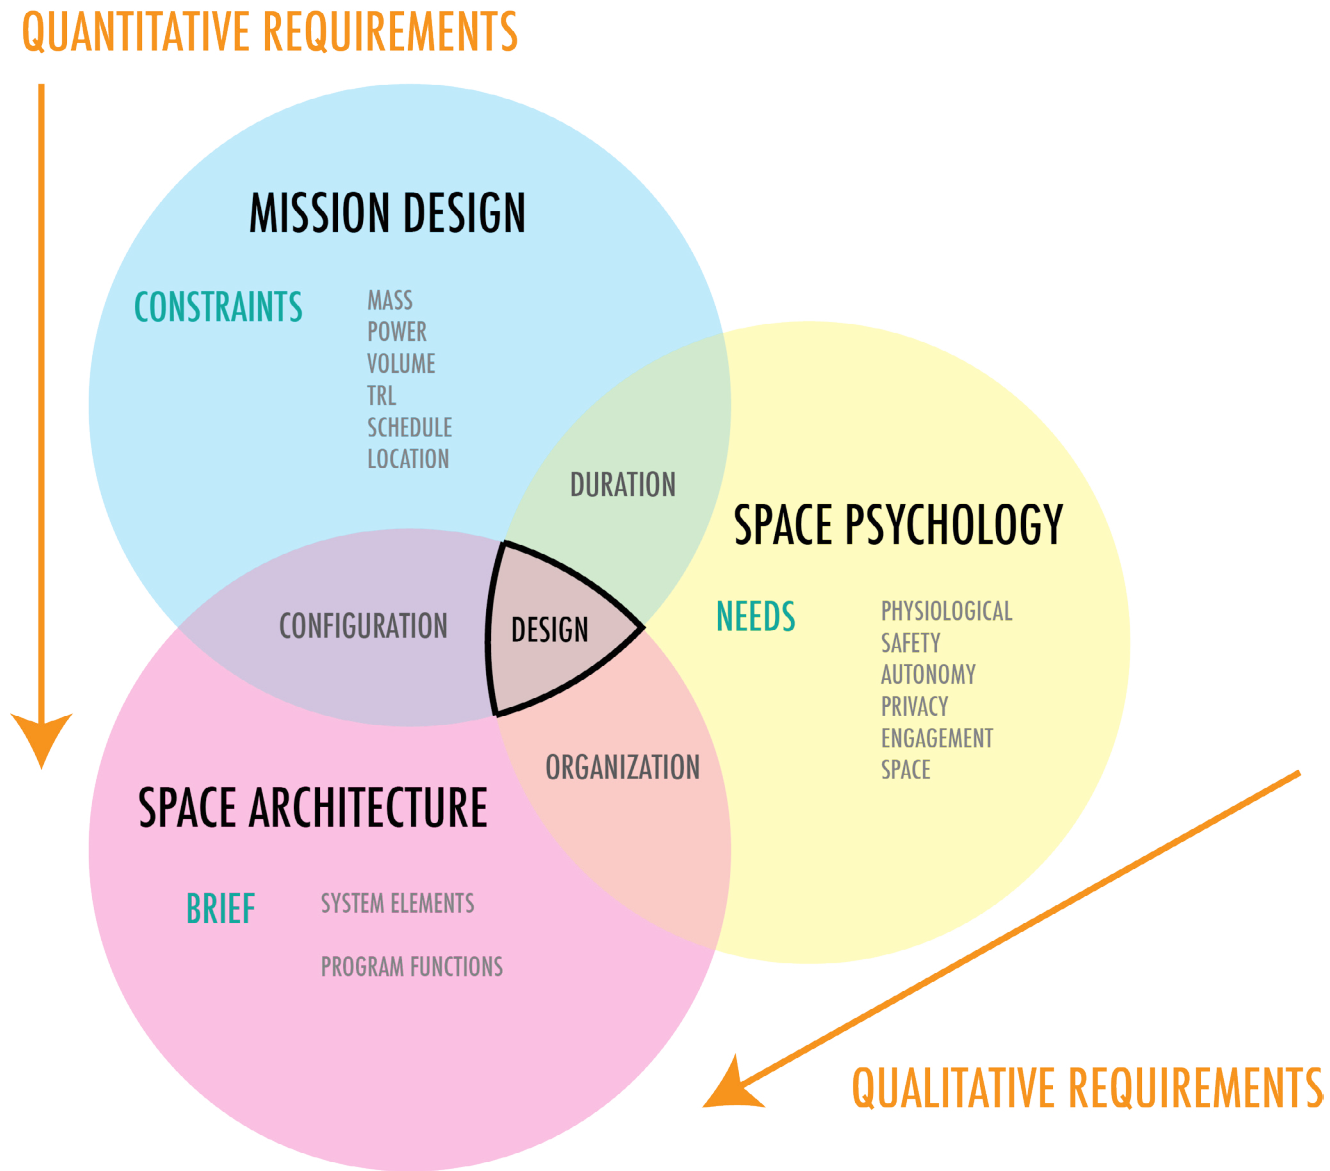 QUANTITATIVE REQUIREMENTS
MISSION DESIGN
CONSTRAINTS
MASS
POWER
VOLUME
TRL
SCHEDULE
LOCATION
DURATION
SPACE PSYCHOLOGY
NEEDS
PHYSIOLOGICAL
SAFETY
AUTONOMY
PRIVACY
ENGAGEMENT
SPACE
CONFIGURATION
DESIGN
ORGANIZATION
SPACE ARCHITECTURE
BRIEF
SYSTEM ELEMENTS
PROGRAM FUNCTIONS
QUALITATIVE REQUIREMENTS